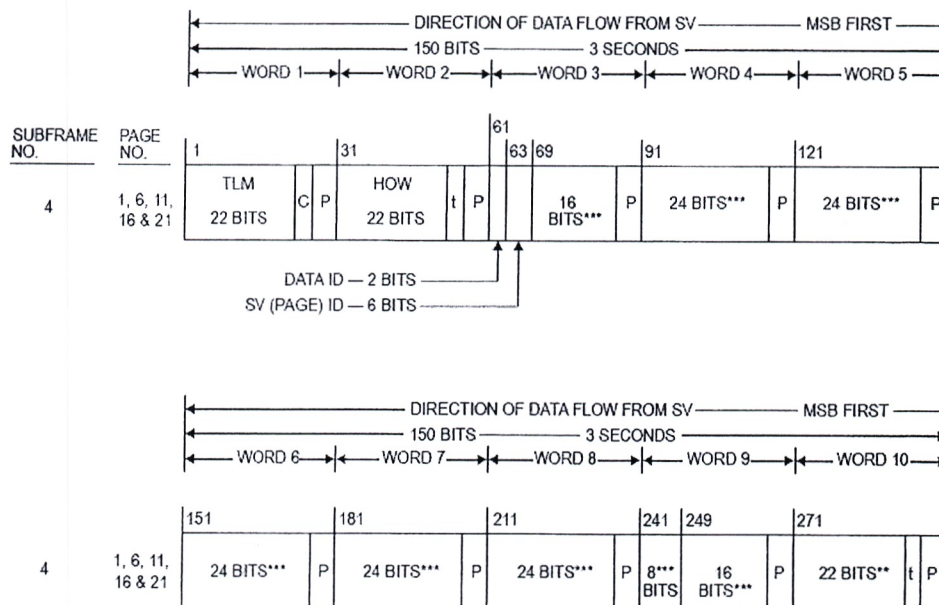 DIRECTION OF DATA FLOW FROM SV MSB FIRST
150 BITS 3 SECONDS
WORD 1 WORD 2 WORD 3 WORD 4 WORD 5
SUBFRAME NO. PAGE NO.
1 31 61 63 69 91 121
4 1, 6, 11, 16 & 21
TLM 22 BITS C P HOW 22 BITS t P 16 BITS*** P 24 BITS*** P 24 BITS*** P
DATA ID — 2 BITS
SV (PAGE) ID — 6 BITS
DIRECTION OF DATA FLOW FROM SV MSB FIRST
150 BITS 3 SECONDS
WORD 6 WORD 7 WORD 8 WORD 9 WORD 10
151 181 211 241 249 271
4 1, 6, 11, 16 & 21
24 BITS*** P 24 BITS*** P 24 BITS*** P 8*** BITS 16 BITS*** P 22 BITS** t P